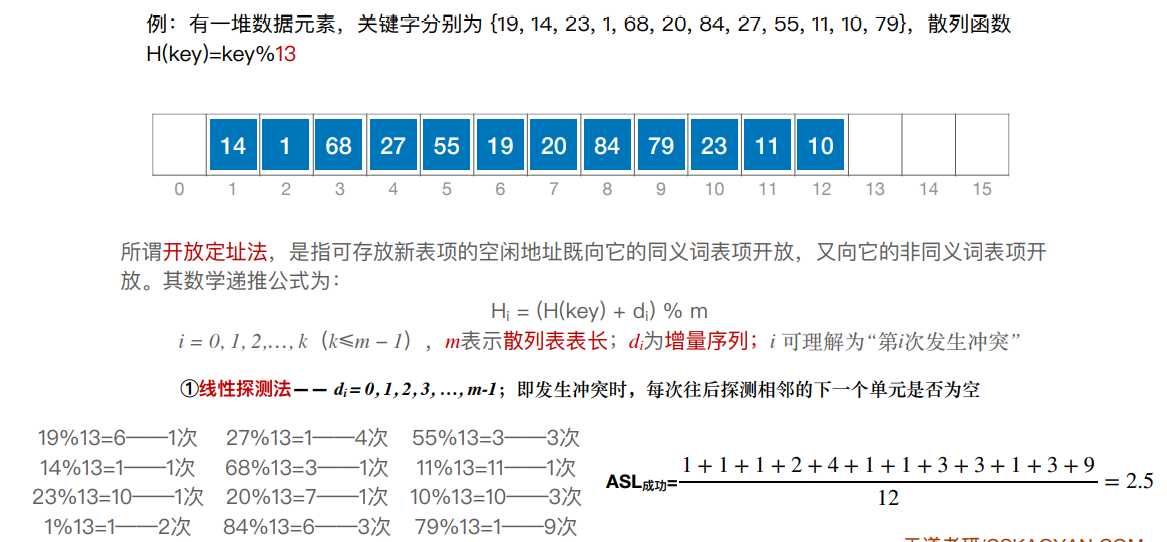 例：有一堆数据元素，关键字分别为 {19, 14, 23, 1, 68, 20, 84, 27, 55, 11, 10, 79}，散列函数
H(key)=key%13
14 1 68 27 55 19 20 84 79 23 11 10
0 1 2 3 4 5 6 7 8 9 10 11 12 13 14 15
所谓开放定址法，是指可存放新表项的空闲地址既向它的同义词表项开放，又向它的非同义词表项开
放。其数学递推公式为：
Hᵢ = (H(key) + dᵢ) % m
i = 0, 1, 2,…, k（k≤m − 1），m表示散列表表长；dᵢ为增量序列；i 可理解为“第i次发生冲突”
①线性探测法—— dᵢ = 0, 1, 2, 3, …, m-1；即发生冲突时，每次往后探测相邻的下一个单元是否为空
19%13=6——1次 27%13=1——4次 55%13=3——3次
14%13=1——1次 68%13=3——1次 11%13=11——1次
23%13=10——1次 20%13=7——1次 10%13=10——3次
1%13=1——2次 84%13=6——3次 79%13=1——9次
1 + 1 + 1 + 2 + 4 + 1 + 1 + 3 + 3 + 1 + 3 + 9
ASL成功= = 2.5
12